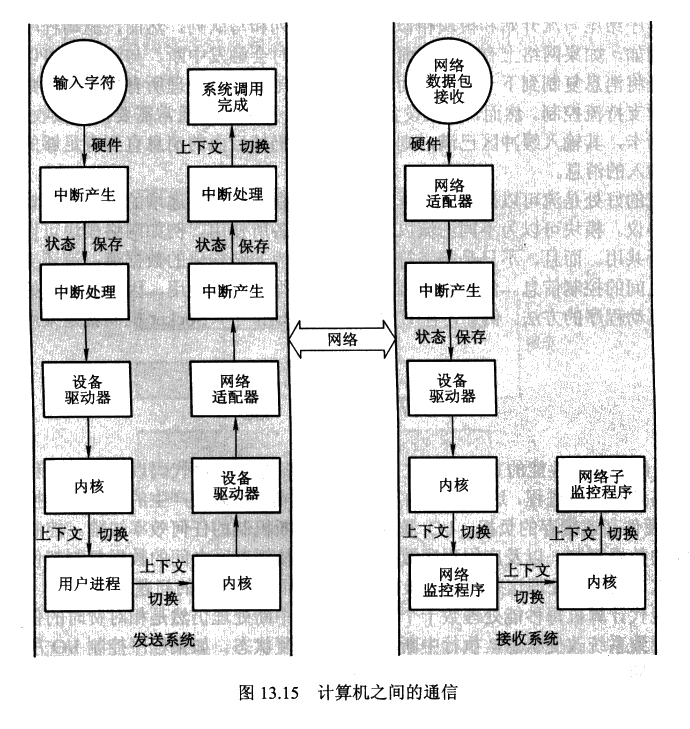 输入字符
硬件
中断产生
状态 保存
中断处理
设备
驱动器
内核
上下文 切换
用户进程
上下文
切换
内核
设备
驱动器
网络
适配器
中断产生
状态 保存
中断处理
上下文 切换
系统调用
完成
发送系统
网络
网络
数据包
接收
硬件
网络
适配器
中断产生
状态 保存
设备
驱动器
内核
上下文 切换
网络
监控程序
上下文
切换
内核
上下文 切换
网络子
监控程序
接收系统
图 13.15 计算机之间的通信